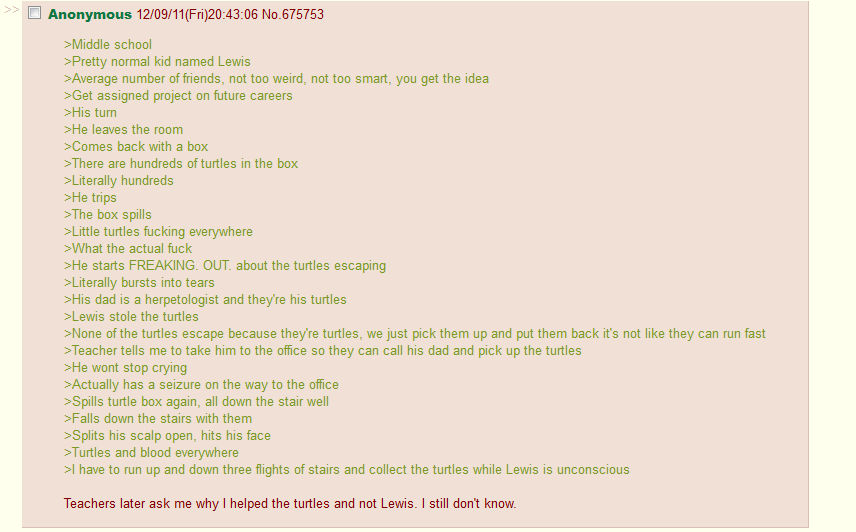 >> Anonymous 12/09/11(Fri)20:43:06 No.675753
>Middle school
>Pretty normal kid named Lewis
>Average number of friends, not too weird, not too smart, you get the idea
>Get assigned project on future careers
>His turn
>He leaves the room
>Comes back with a box
>There are hundreds of turtles in the box
>Literally hundreds
>He trips
>The box spills
>Little turtles fucking everywhere
>What the actual fuck
>He starts FREAKING. OUT. about the turtles escaping
>Literally bursts into tears
>His dad is a herpetologist and they're his turtles
>Lewis stole the turtles
>None of the turtles escape because they're turtles, we just pick them up and put them back it's not like they can run fast
>Teacher tells me to take him to the office so they can call his dad and pick up the turtles
>He wont stop crying
>Actually has a seizure on the way to the office
>Spills turtle box again, all down the stair well
>Falls down the stairs with them
>Splits his scalp open, hits his face
>Turtles and blood everywhere
>I have to run up and down three flights of stairs and collect the turtles while Lewis is unconscious
Teachers later ask me why I helped the turtles and not Lewis. I still don't know.